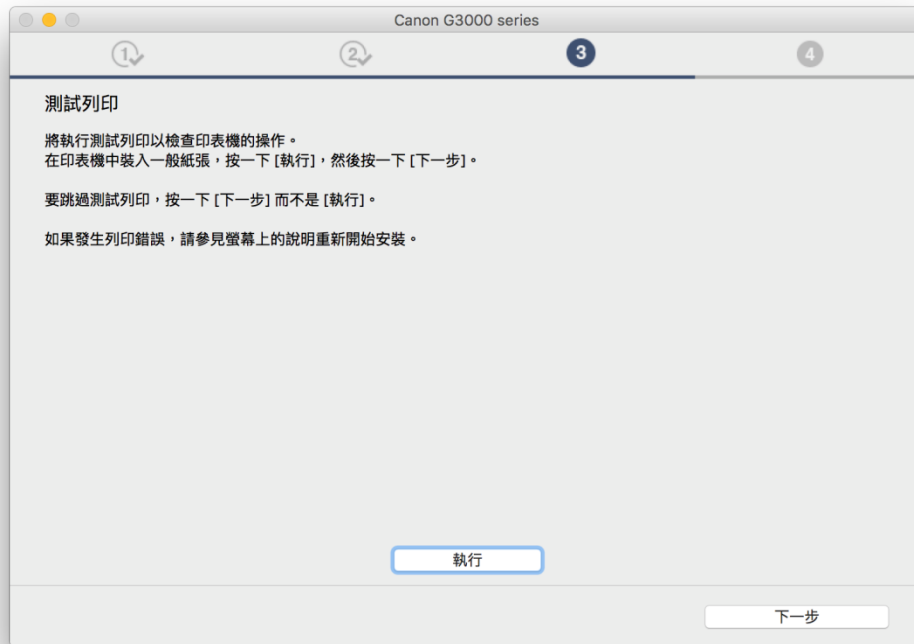 Canon G3000 series
1 2 3 4
測試列印
將執行測試列印以檢查印表機的操作。
在印表機中裝入一般紙張，按一下 [執行]，然後按一下 [下一步]。
要跳過測試列印，按一下 [下一步] 而不是 [執行]。
如果發生列印錯誤，請參見螢幕上的說明重新開始安裝。
執行
下一步